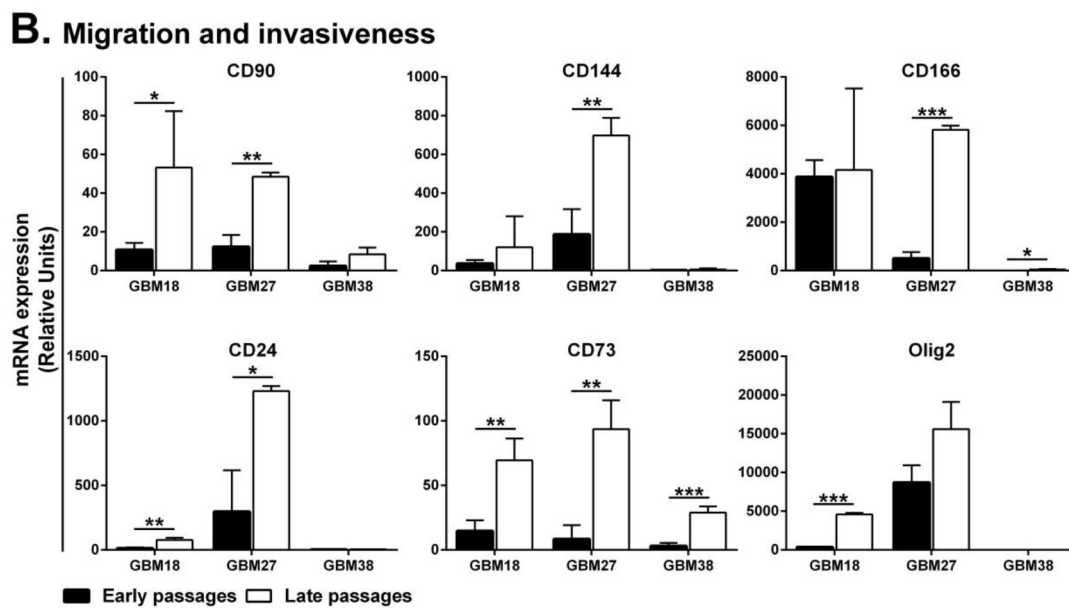 B. Migration and invasiveness
mRNA expression
(Relative Units)
CD90
100
80
60
40
20
0
*
**
GBM18 GBM27 GBM38
CD144
1000
800
600
400
200
0
**
GBM18 GBM27 GBM38
CD166
8000
6000
4000
2000
0
***
*
GBM18 GBM27 GBM38
CD24
1500
1000
500
0
**
*
GBM18 GBM27 GBM38
CD73
150
100
50
0
**
**
***
GBM18 GBM27 GBM38
Olig2
25000
20000
15000
10000
5000
0
***
GBM18 GBM27 GBM38
Early passages Late passages